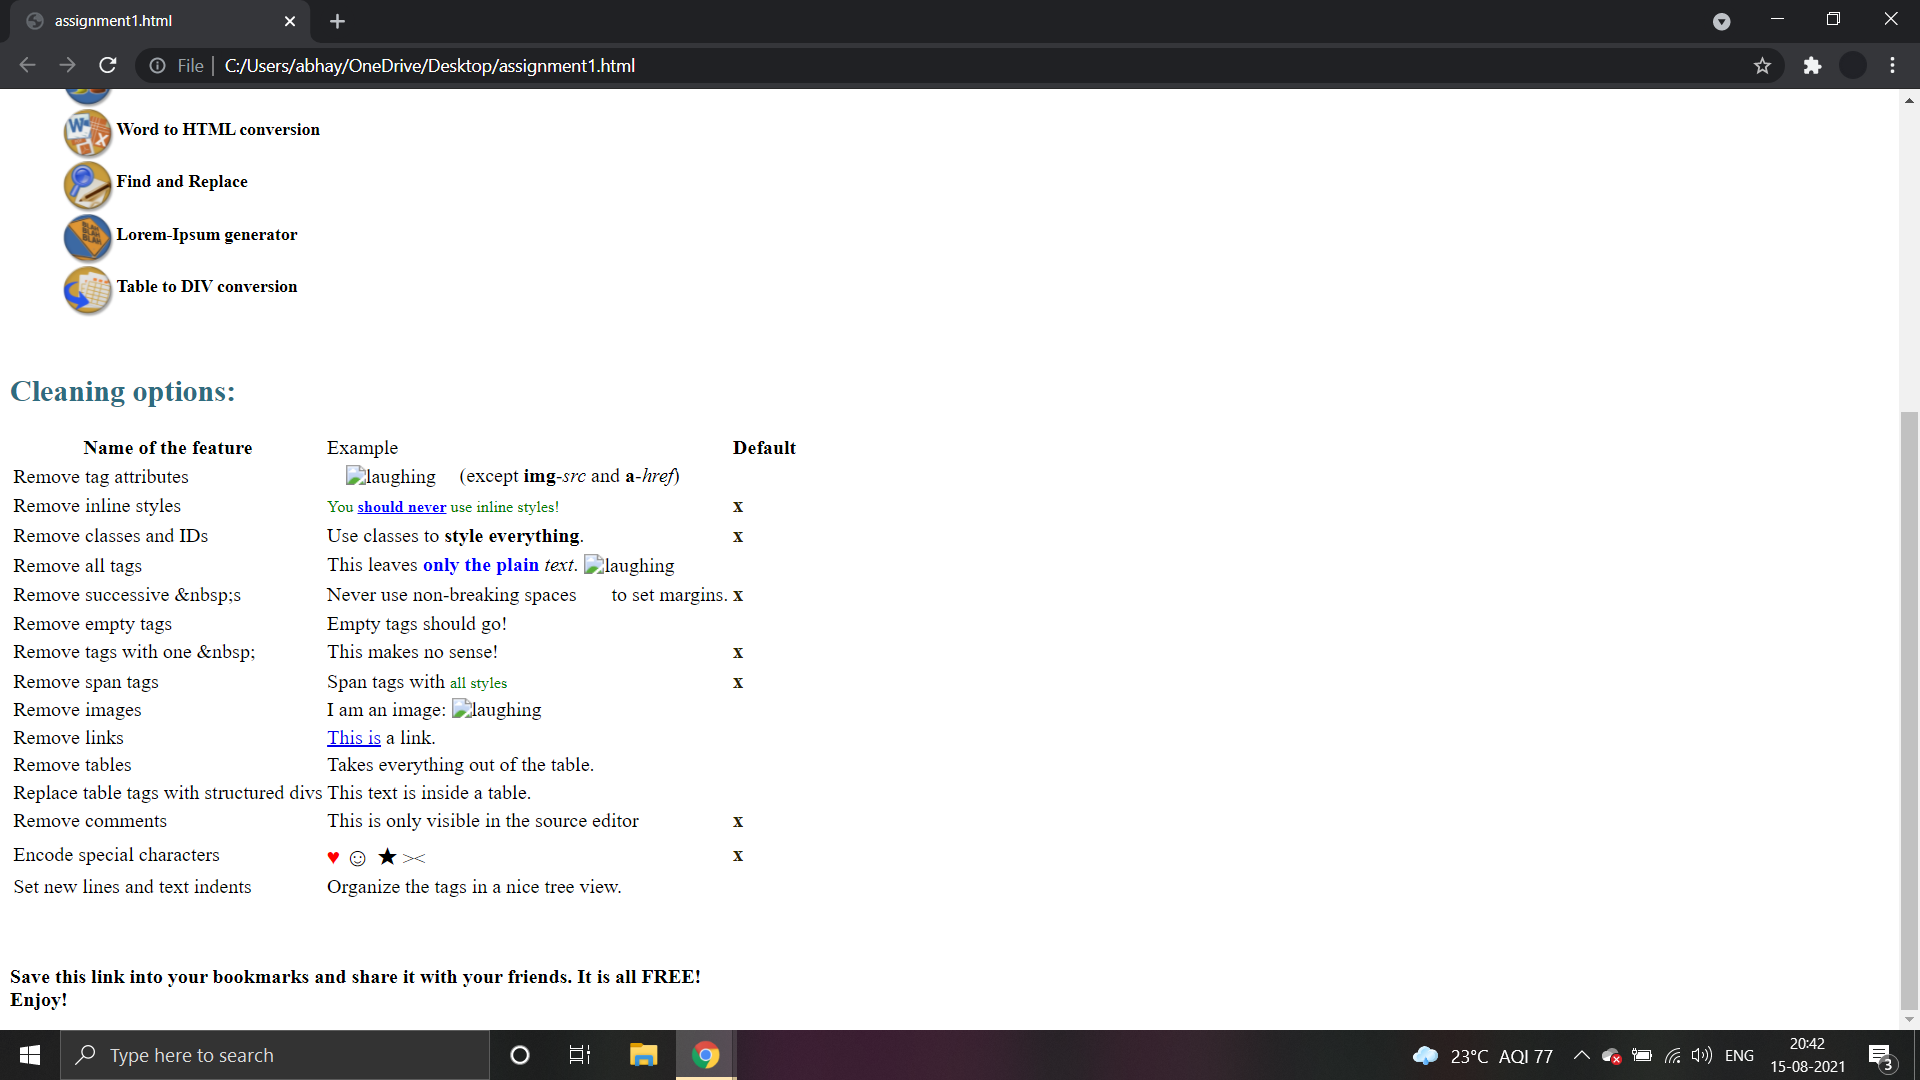 assignment1.html
File
C:/Users/abhay/OneDrive/Desktop/assignment1.html
Word to HTML conversion
Find and Replace
BLAH BLAH BLAH
Lorem-Ipsum generator
Table to DIV conversion
Cleaning options:
Name of the feature Example Default
Remove tag attributes laughing (except img-src and a-href)
Remove inline styles You should never use inline styles! x
Remove classes and IDs Use classes to style everything. x
Remove all tags This leaves only the plain text. laughing
Remove successive &nbsp;s Never use non-breaking spaces to set margins. x
Remove empty tags Empty tags should go!
Remove tags with one &nbsp; This makes no sense! x
Remove span tags Span tags with all styles x
Remove images I am an image: laughing
Remove links This is a link.
Remove tables Takes everything out of the table.
Replace table tags with structured divs This text is inside a table.
Remove comments This is only visible in the source editor x
Encode special characters ♥ ☺ ★ >< x
Set new lines and text indents Organize the tags in a nice tree view.
Save this link into your bookmarks and share it with your friends. It is all FREE!
Enjoy!
Type here to search
23°C AQI 77
ENG
20:42
15-08-2021
3